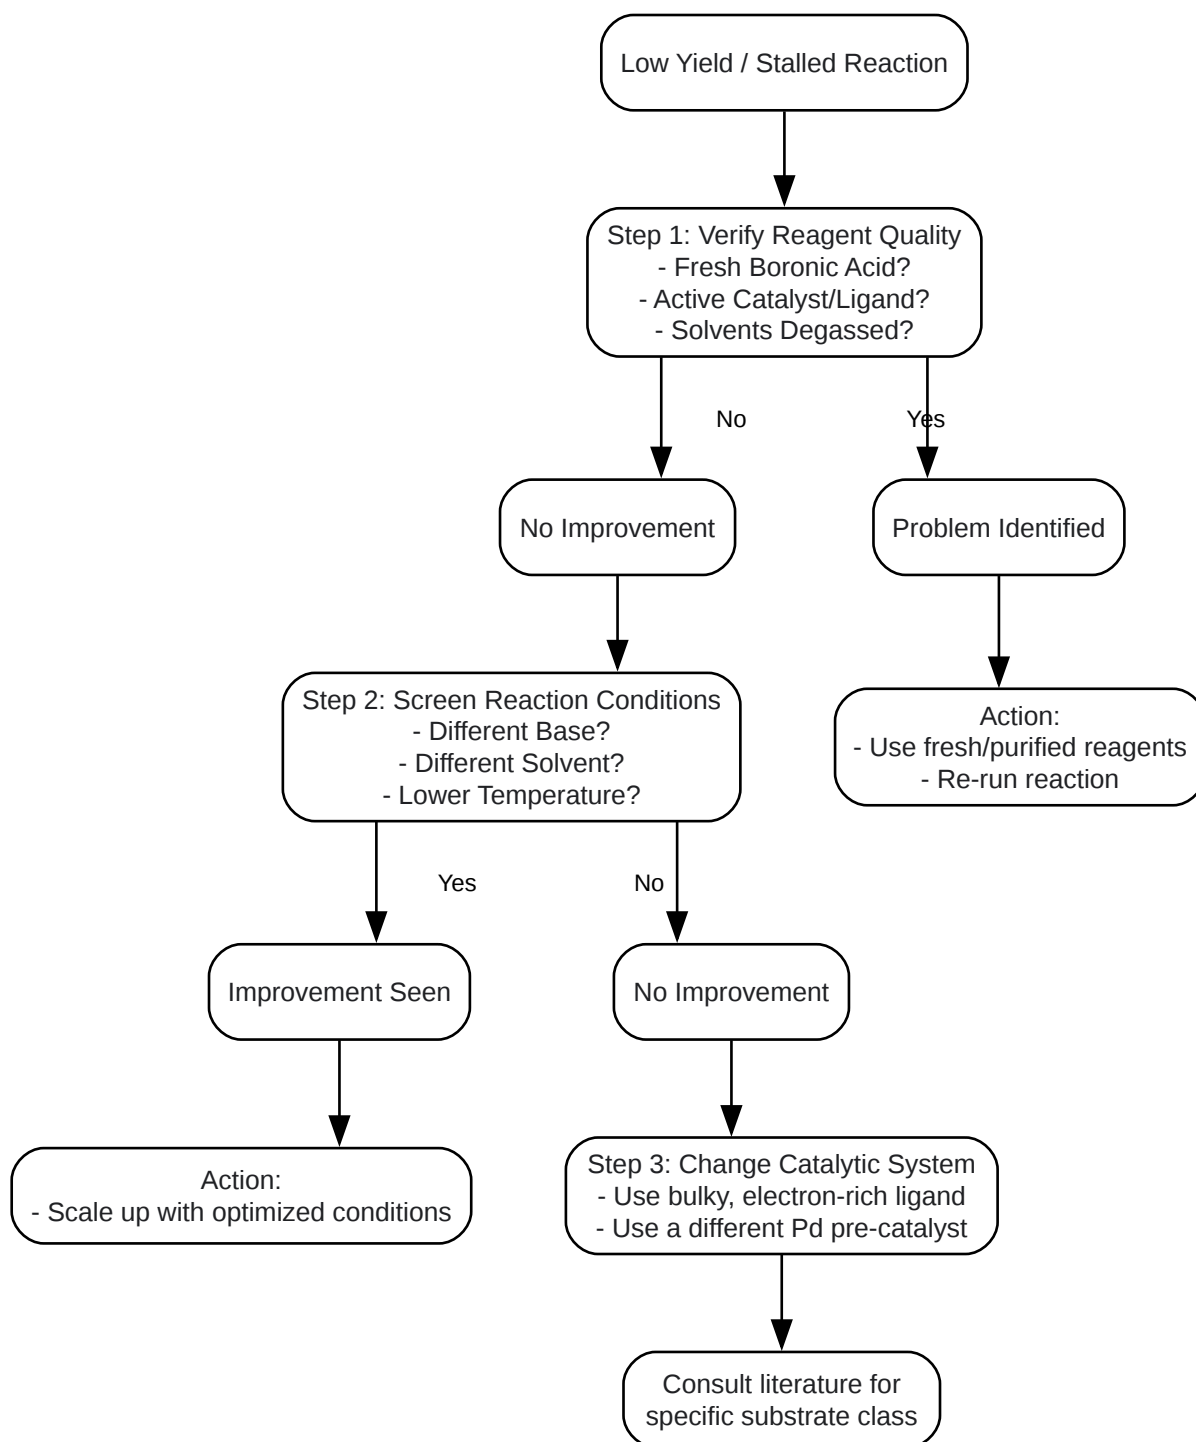 Low Yield / Stalled Reaction
Step 1: Verify Reagent Quality
- Fresh Boronic Acid?
- Active Catalyst/Ligand?
- Solvents Degassed?
No
Yes
No Improvement
Problem Identified
Step 2: Screen Reaction Conditions
- Different Base?
- Different Solvent?
- Lower Temperature?
Action:
- Use fresh/purified reagents
- Re-run reaction
Yes
No
Improvement Seen
No Improvement
Action:
- Scale up with optimized conditions
Step 3: Change Catalytic System
- Use bulky, electron-rich ligand
- Use a different Pd pre-catalyst
Consult literature for
specific substrate class